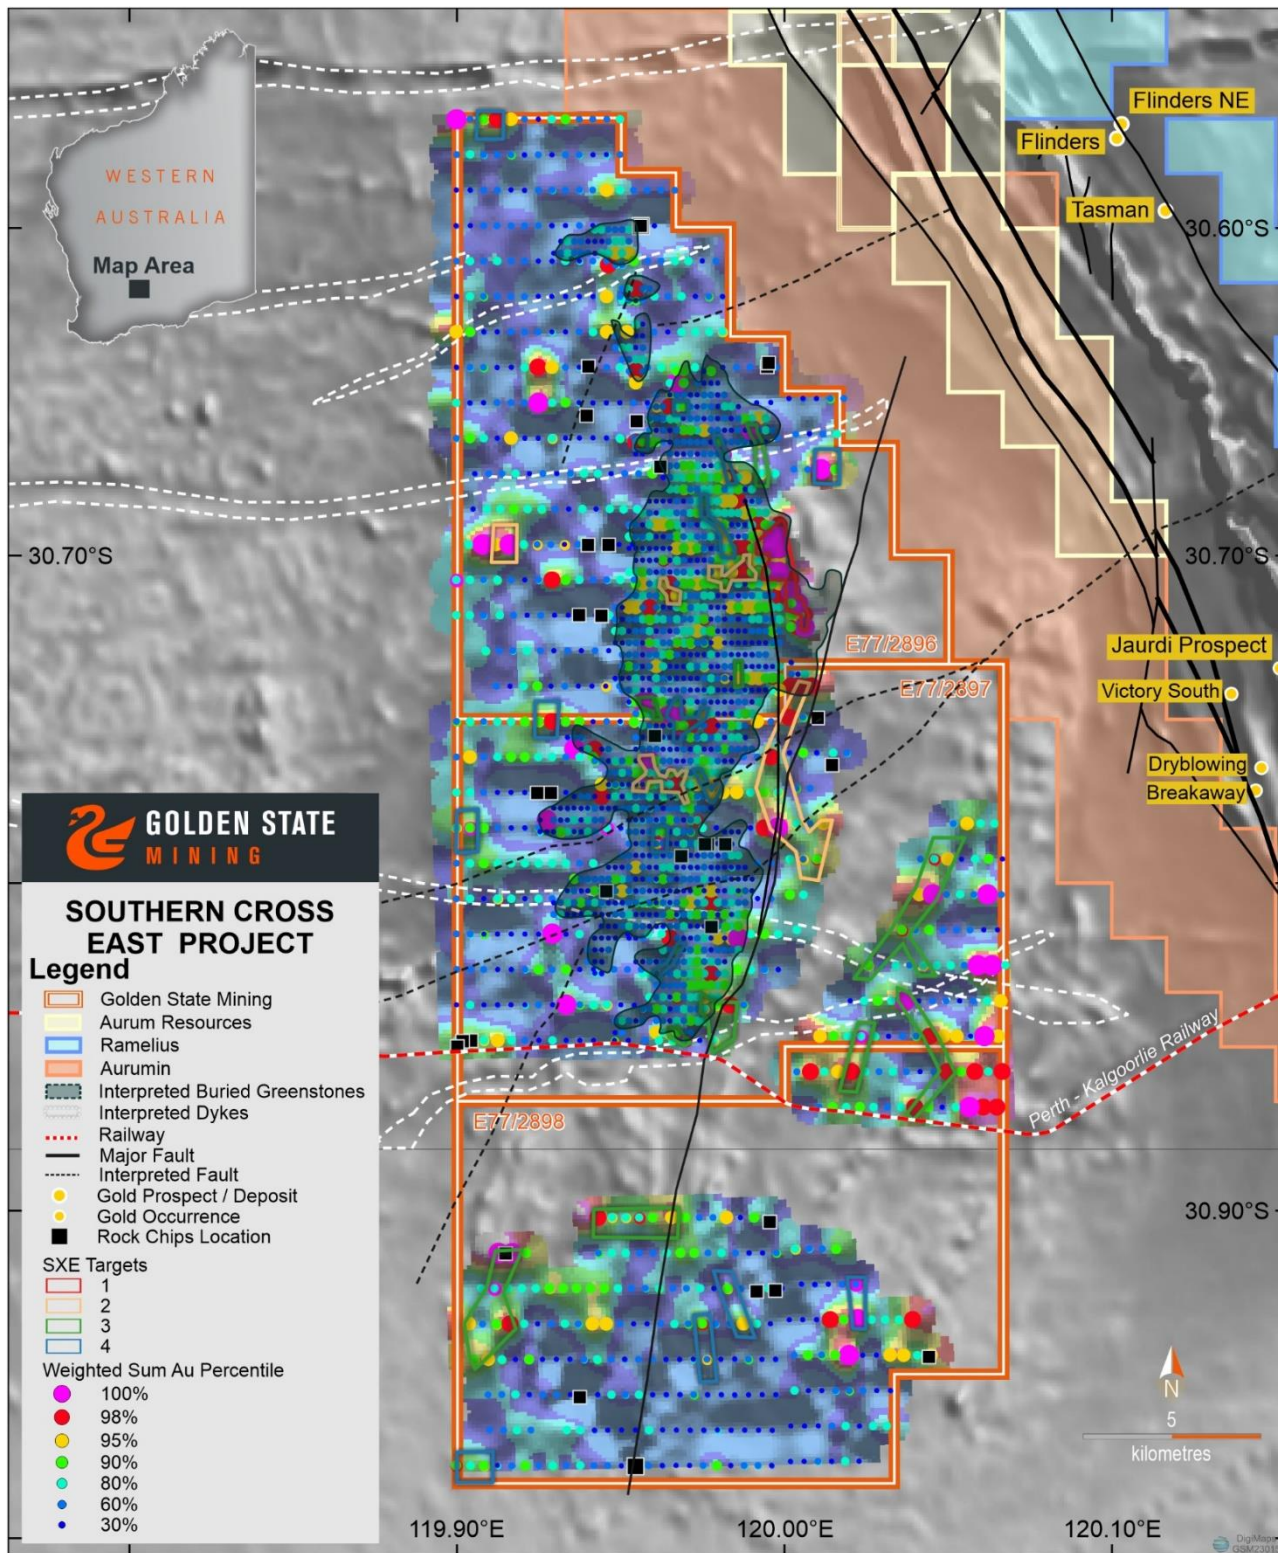 WESTERN
AUSTRALIA
Map Area
Flinders NE
Flinders
Tasman
30.60°S
30.70°S
30.70°S
E77/2896
E77/2897
Jaurdi Prospect
Victory South
Dryblowing
Breakaway
GOLDEN STATE
MINING
SOUTHERN CROSS
EAST PROJECT
Legend
Golden State Mining
Aurum Resources
Ramelius
Aurumin
Interpreted Buried Greenstones
Interpreted Dykes
Railway
Major Fault
Interpreted Fault
Gold Prospect / Deposit
Gold Occurrence
Rock Chips Location
SXE Targets
1
2
3
4
Weighted Sum Au Percentile
100%
98%
95%
90%
80%
60%
30%
Perth - Kalgoorlie Railway
E77/2898
30.90°S
N
5
kilometres
119.90°E
120.00°E
120.10°E
DigiMaps